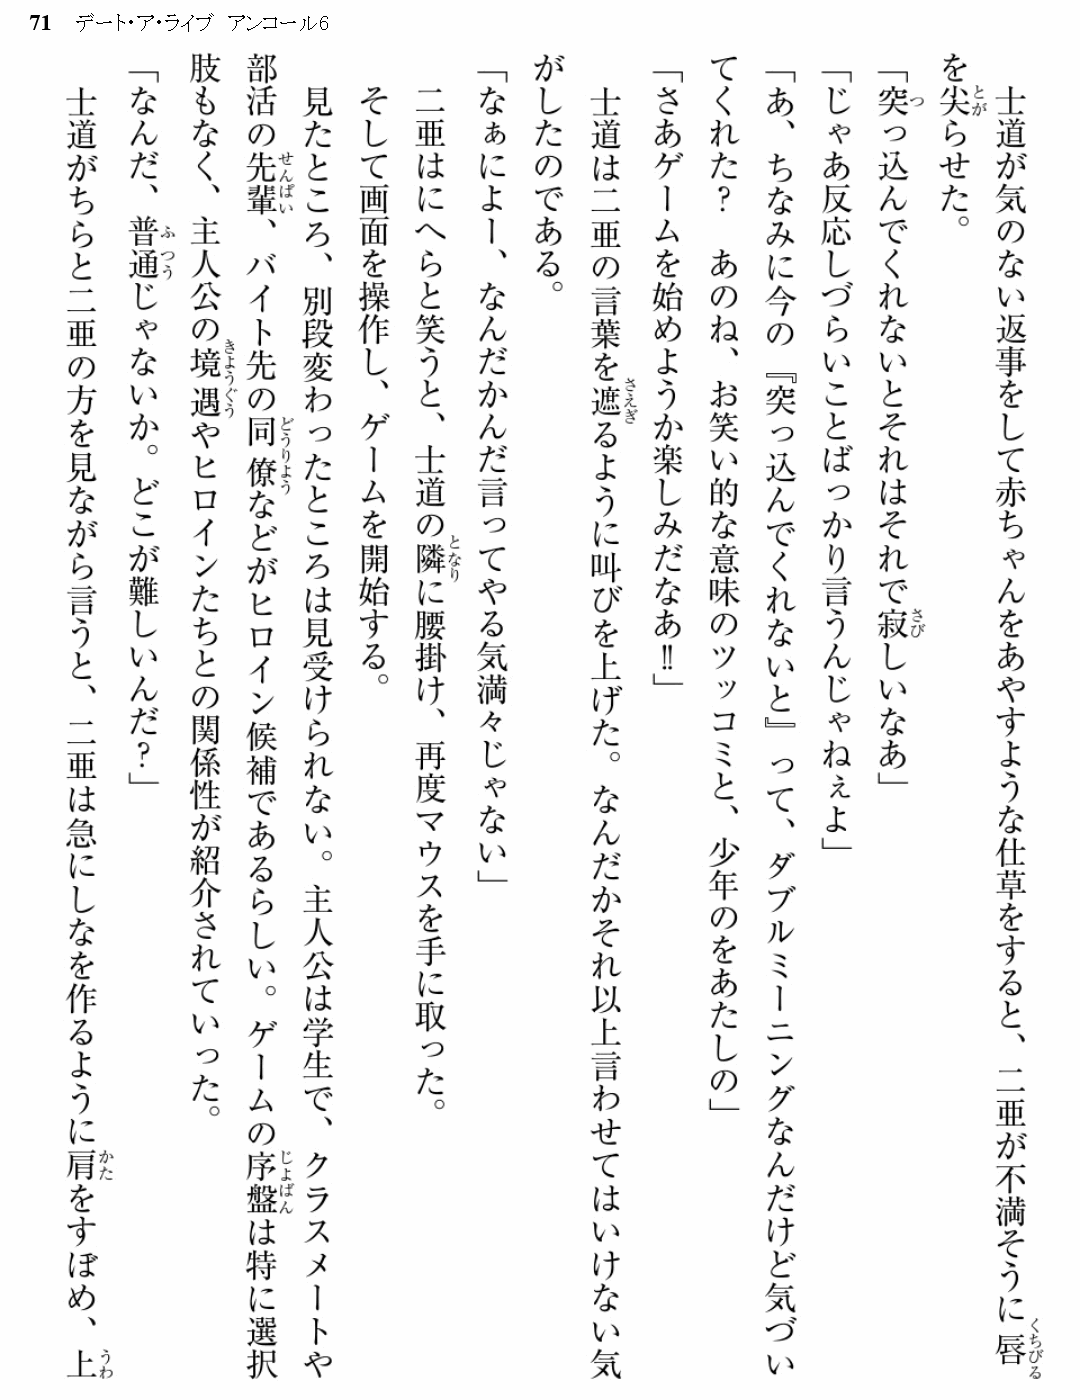 71 デート・ア・ライブ アンコール6
士道が気のない返事をして赤ちゃんをあやすような仕草をすると、二亜が不満そうに唇
を尖らせた。
「突っ込んでくれないとそれはそれで寂しいなあ」
「じゃあ反応しづらいことばっかり言うんじゃねぇよ」
「あ、ちなみに今の『突っ込んでくれないと』って、ダブルミーニングなんだけど気づい
てくれた? あのね、お笑い的な意味のツッコミと、少年のをあたしの」
「さあゲームを始めようか楽しみだなあ!!」
士道は二亜の言葉を遮るように叫びを上げた。なんだかそれ以上言わせてはいけない気
がしたのである。
「なぁによー、なんだかんだ言ってやる気満々じゃない」
二亜はにへらと笑うと、士道の隣に腰掛け、再度マウスを手に取った。
そして画面を操作し、ゲームを開始する。
見たところ、別段変わったところは見受けられない。主人公は学生で、クラスメートや
部活の先輩、バイト先の同僚などがヒロイン候補であるらしい。ゲームの序盤は特に選択
肢もなく、主人公の境遇やヒロインたちとの関係性が紹介されていった。
「なんだ、普通じゃないか。どこが難しいんだ?」
士道がちらと二亜の方を見ながら言うと、二亜は急にしなを作るように肩をすぼめ、上